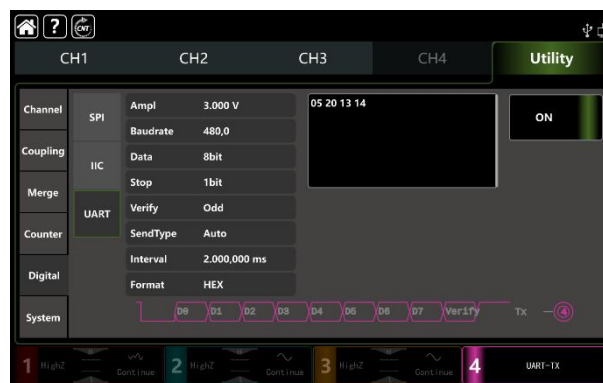 ? CNT
CH1 CH2 CH3 CH4 Utility
Channel
Coupling
Merge
Counter
Digital
System
SPI
IIC
UART
Ampl 3.000 V
Baudrate 480,0
Data 8bit
Stop 1bit
Verify Odd
SendType Auto
Interval 2.000,000 ms
Format HEX
05 20 13 14
ON
D0 D1 D2 D3 D4 D5 D6 D7 Verify Tx 4
1 HighZ Continue 2 HighZ Continue 3 HighZ Continue 4 UART-TX